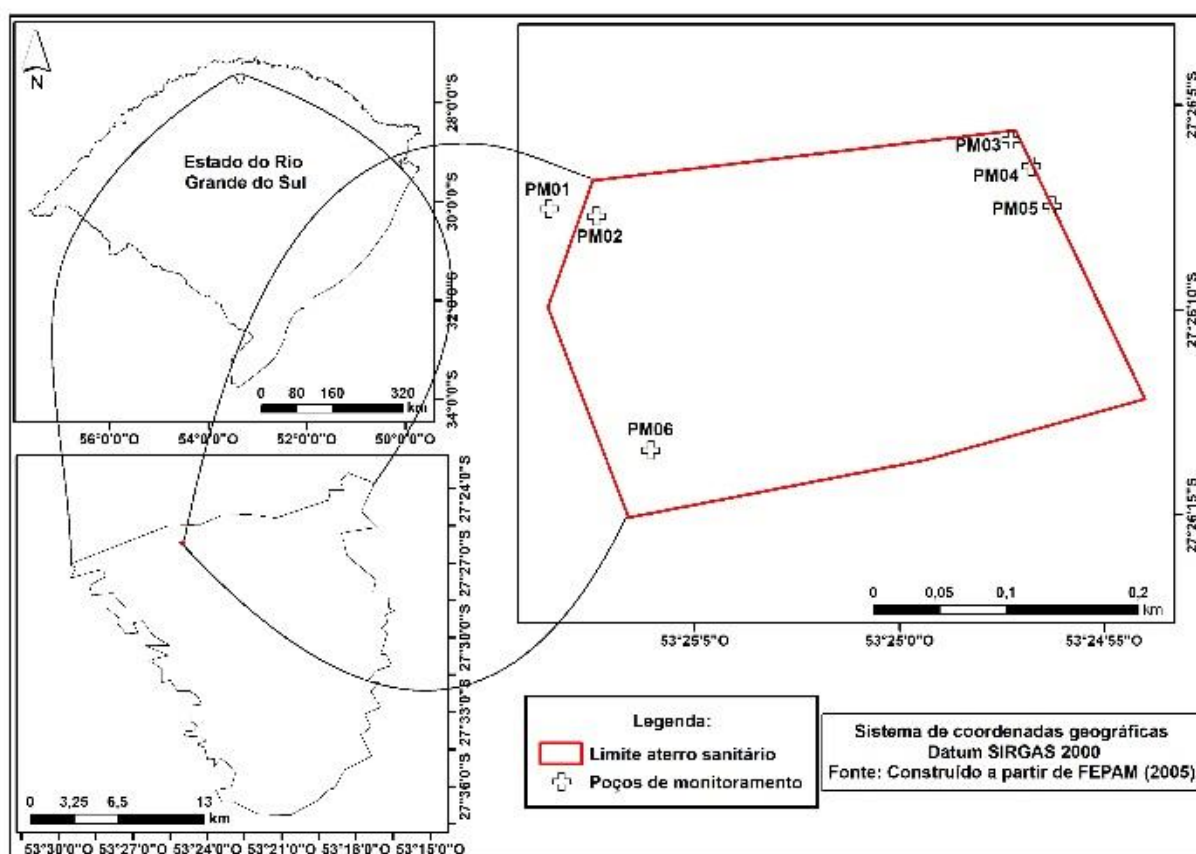 N
Estado do Rio
Grande do Sul
28°0'0"S
30°0'0"S
32°0'0"S
34°0'0"S
0 80 160 320
km
56°0'0"O 54°0'0"O 52°0'0"O 50°0'0"O
PM01
PM02
PM03
PM04
PM05
PM06
27°26'5"S
27°26'10"S
27°26'15"S
0 0,05 0,1 0,2
km
53°25'5"O 53°25'0"O 53°24'55"O
27°24'0"S
27°27'0"S
27°30'0"S
27°33'0"S
27°36'0"S
0 3,25 6,5 13
km
53°30'0"O 53°27'0"O 53°24'0"O 53°21'0"O 53°18'0"O 53°15'0"O
Legenda:
Limite aterro sanitário
Poços de monitoramento
Sistema de coordenadas geográficas
Datum SIRGAS 2000
Fonte: Construído a partir de FEPAM (2005)